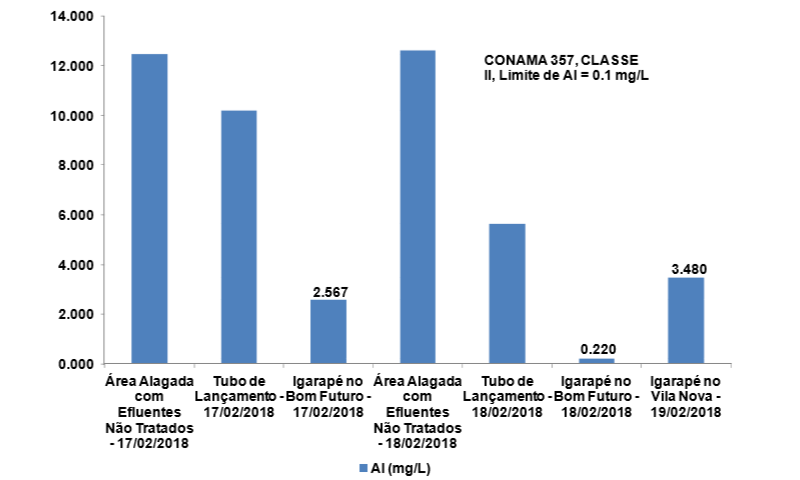 14.000
12.000
10.000
8.000
6.000
4.000
2.000
0.000
CONAMA 357, CLASSE
II, Limite de Al = 0.1 mg/L
2.567
0.220
3.480
Área Alagada
com
Efluentes
Não Tratados
- 17/02/2018
Tubo de
Lançamento -
17/02/2018
Igarapé no
Bom Futuro -
17/02/2018
Área Alagada
com
Efluentes
Não Tratados
- 18/02/2018
Tubo de
Lançamento -
18/02/2018
Igarapé no
Bom Futuro -
18/02/2018
Igarapé no
Vila Nova -
19/02/2018
Al (mg/L)